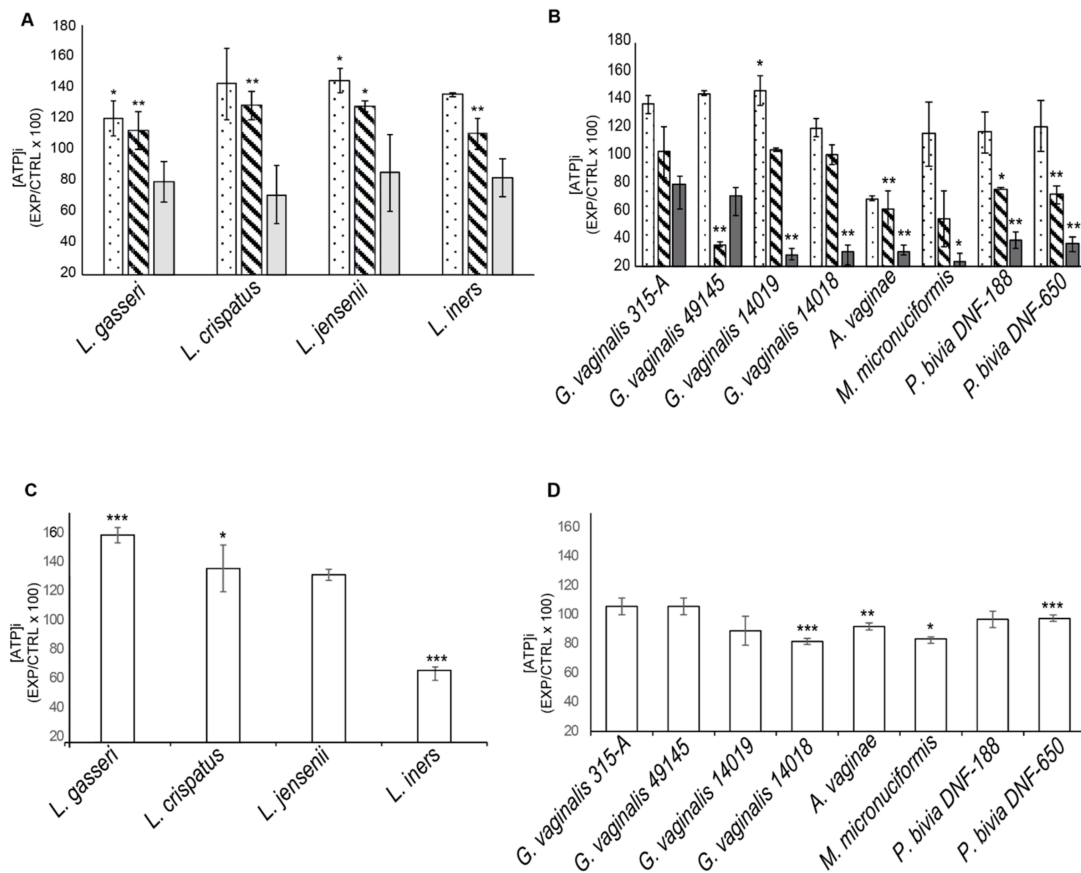 A
[ATP]i
(EXP/CTRL x 100)
180
160
140
120
100
80
60
40
20
* ** ** * * **
L. gasseri
L. crispatus
L. jensenii
L. iners
B
[ATP]i
(EXP/CTRL x 100)
180
160
140
120
100
80
60
40
20
** * ** ** ** ** * * ** ** **
G. vaginalis 315-A
G. vaginalis 49145
G. vaginalis 14019
G. vaginalis 14018
A. vaginae
M. micronuciformis
P. bivia DNF-188
P. bivia DNF-650
C
[ATP]i
(EXP/CTRL x 100)
160
140
120
100
80
60
40
20
*** * ***
L. gasseri
L. crispatus
L. jensenii
L. iners
D
[ATP]i
(EXP/CTRL x 100)
160
140
120
100
80
60
40
20
*** ** * ***
G. vaginalis 315-A
G. vaginalis 49145
G. vaginalis 14019
G. vaginalis 14018
A. vaginae
M. micronuciformis
P. bivia DNF-188
P. bivia DNF-650